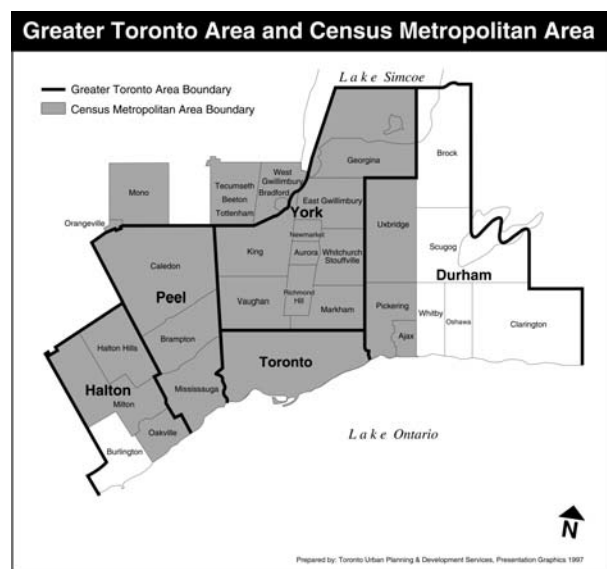 Greater Toronto Area and Census Metropolitan Area
Lake Simcoe
Greater Toronto Area Boundary
Census Metropolitan Area Boundary
Brock
Georgina
West
Gwillimbury
Tecumseth
Bradford
Beeton
Tottenham
Mono
Orangeville
East Gwillimbury
York
Newmarket
Uxbridge
Scugog
King
Aurora
Whitchurch
Stouffville
Durham
Caledon
Peel
Vaughan
Richmond
Hill
Markham
Pickering
Whitby
Oshawa
Clarington
Ajax
Brampton
Halton Hills
Toronto
Halton
Milton
Mississauga
Oakville
Burlington
Lake Ontario
N
Prepared by: Toronto Urban Planning & Development Services, Presentation Graphics 1997